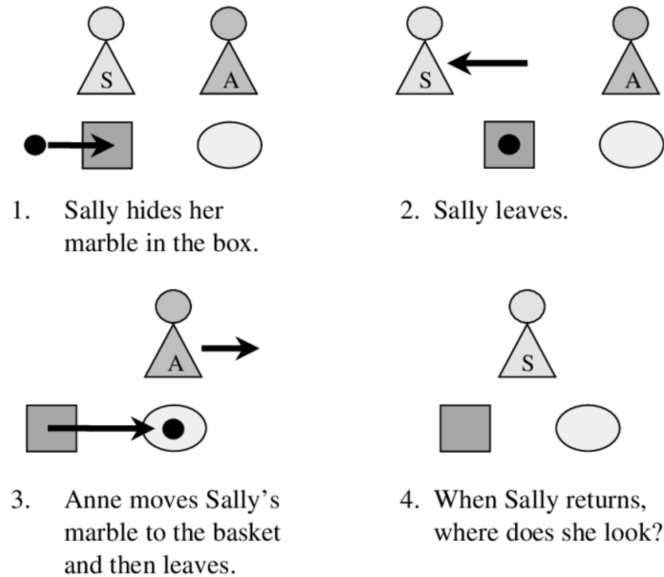 S
A
S
A
1. Sally hides her
marble in the box.
2. Sally leaves.
A
S
3. Anne moves Sally’s
marble to the basket
and then leaves.
4. When Sally returns,
where does she look?